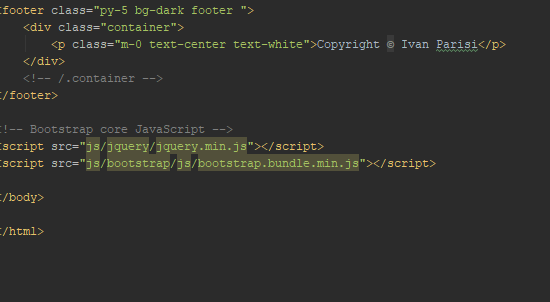 footer class="py-5 bg-dark footer ">
<div class="container">
<p class="m-0 text-center text-white">Copyright © Ivan Parisi</p>
</div>
<!-- /.container -->
/footer>
!-- Bootstrap core JavaScript -->
script src="js/jquery/jquery.min.js"></script>
script src="js/bootstrap/js/bootstrap.bundle.min.js"></script>
/body>
/html>